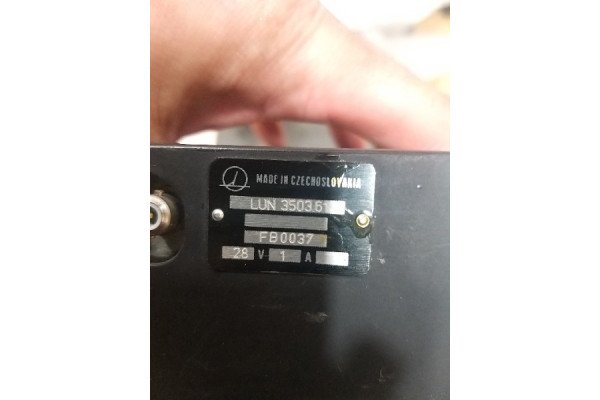 MADE IN CZECHOSLOVAKIA
LUN 3503.6
FB0037
28 V 1 A